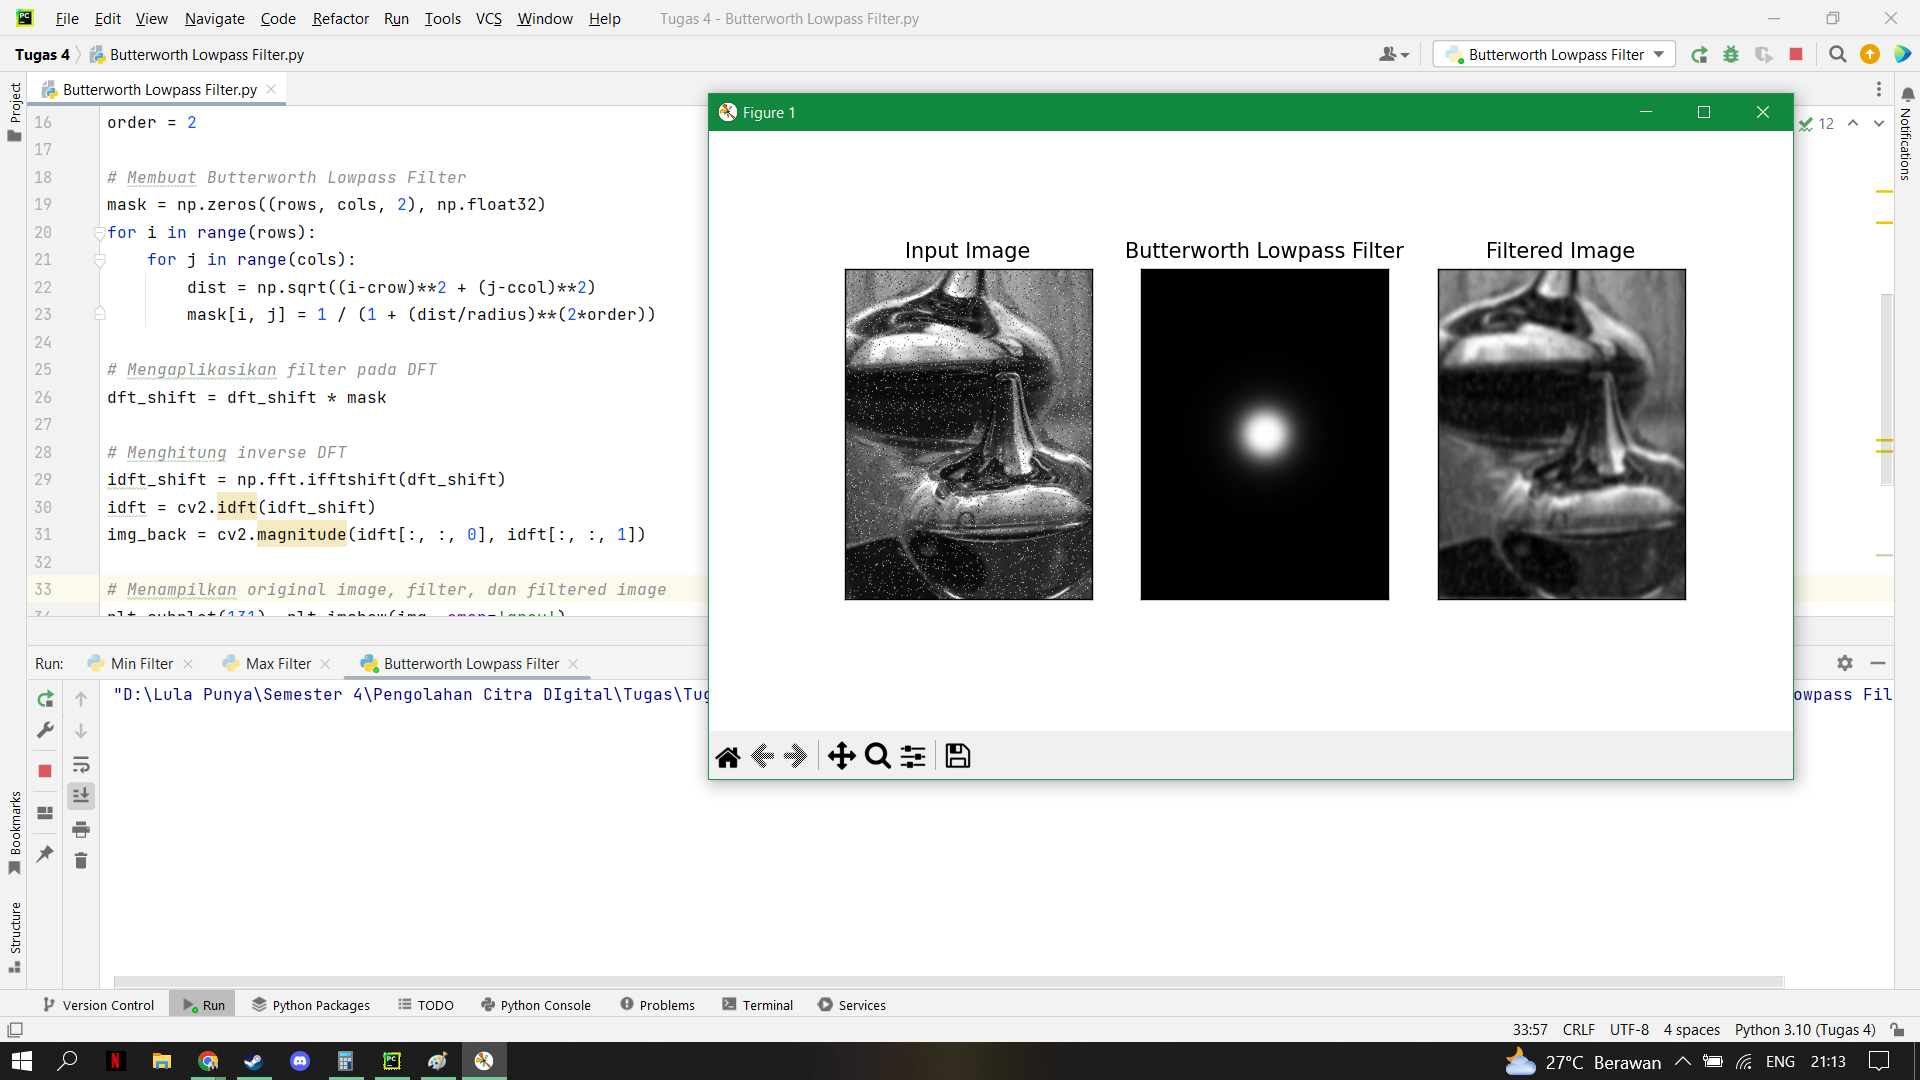 File Edit View Navigate Code Refactor Run Tools VCS Window Help Tugas 4 - Butterworth Lowpass Filter.py
Tugas 4 Butterworth Lowpass Filter.py Butterworth Lowpass Filter
Project
Butterworth Lowpass Filter.py
Notifications
12
16 order = 2
17
18 # Membuat Butterworth Lowpass Filter
19 mask = np.zeros((rows, cols, 2), np.float32)
20 for i in range(rows):
21 for j in range(cols):
22 dist = np.sqrt((i-crow)**2 + (j-ccol)**2)
23 mask[i, j] = 1 / (1 + (dist/radius)**(2*order))
24
25 # Mengaplikasikan filter pada DFT
26 dft_shift = dft_shift * mask
27
28 # Menghitung inverse DFT
29 idft_shift = np.fft.ifftshift(dft_shift)
30 idft = cv2.idft(idft_shift)
31 img_back = cv2.magnitude(idft[:, :, 0], idft[:, :, 1])
32
33 # Menampilkan original image, filter, dan filtered image
34 plt.subplot(131), plt.imshow(img, cmap='gray')
Figure 1
Input Image Butterworth Lowpass Filter Filtered Image
Run: Min Filter Max Filter Butterworth Lowpass Filter
"D:\Lula Punya\Semester 4\Pengolahan Citra DIgital\Tugas\Tug
owpass Fil
Bookmarks
Structure
Version Control Run Python Packages TODO Python Console Problems Terminal Services
33:57 CRLF UTF-8 4 spaces Python 3.10 (Tugas 4)
27°C Berawan ENG 21:13